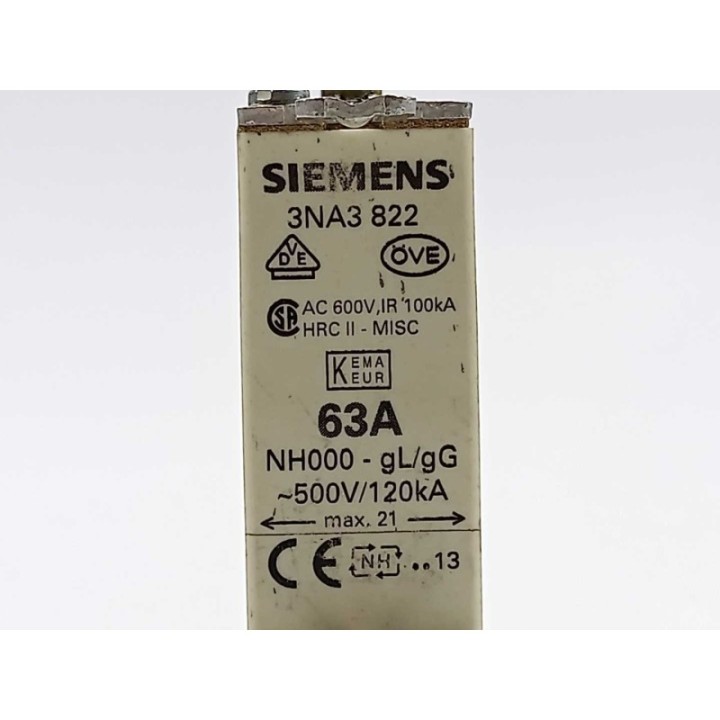 SIEMENS
3NA3 822
DVE ÖVE
SA AC 600V, IR 100kA
HRC II - MISC
KEMA
KEUR
63A
NH000 - gL/gG
~500V/120kA
max. 21
CE NH ..13